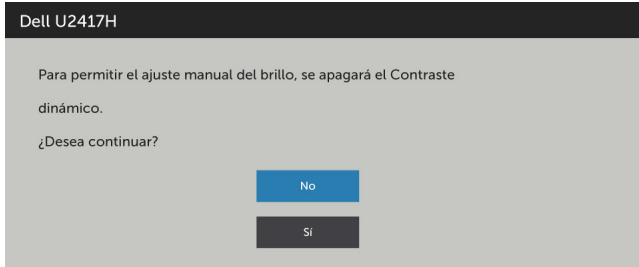 Dell U2417H
Para permitir el ajuste manual del brillo, se apagará el Contraste
dinámico.
¿Desea continuar?
No
Sí